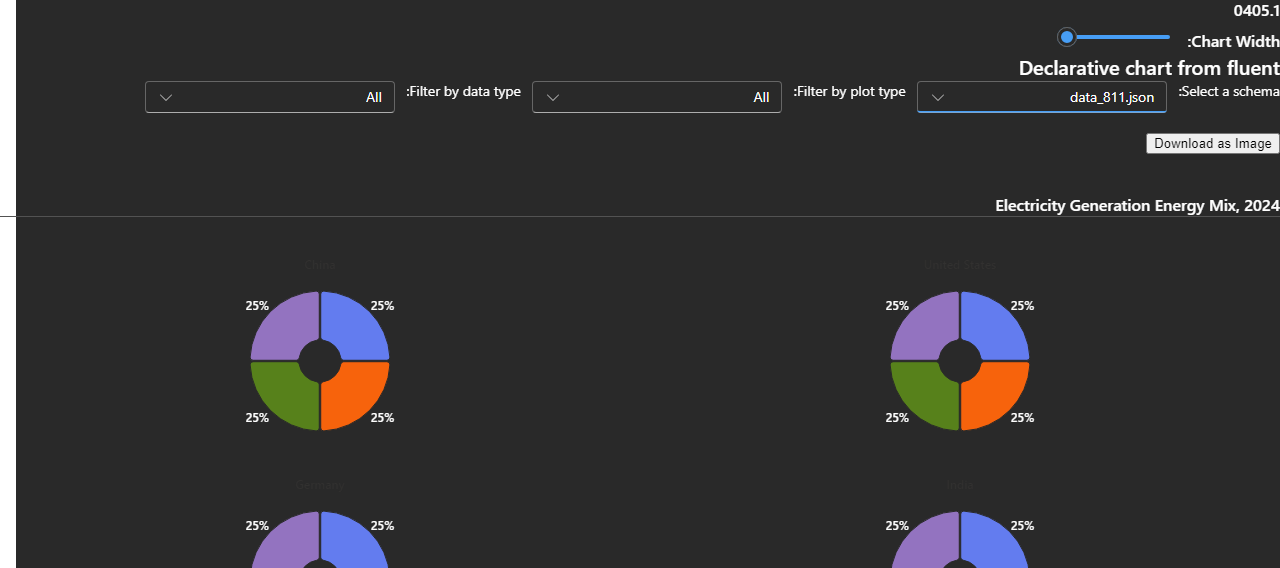 0405.1
:Chart Width
Declarative chart from fluent
:Select a schema
data_811.json
:Filter by plot type
All
:Filter by data type
All
Download as Image
Electricity Generation Energy Mix, 2024
China
United States
25% 25% 25% 25%
25% 25% 25% 25%
Germany
India
25% 25% 25% 25%